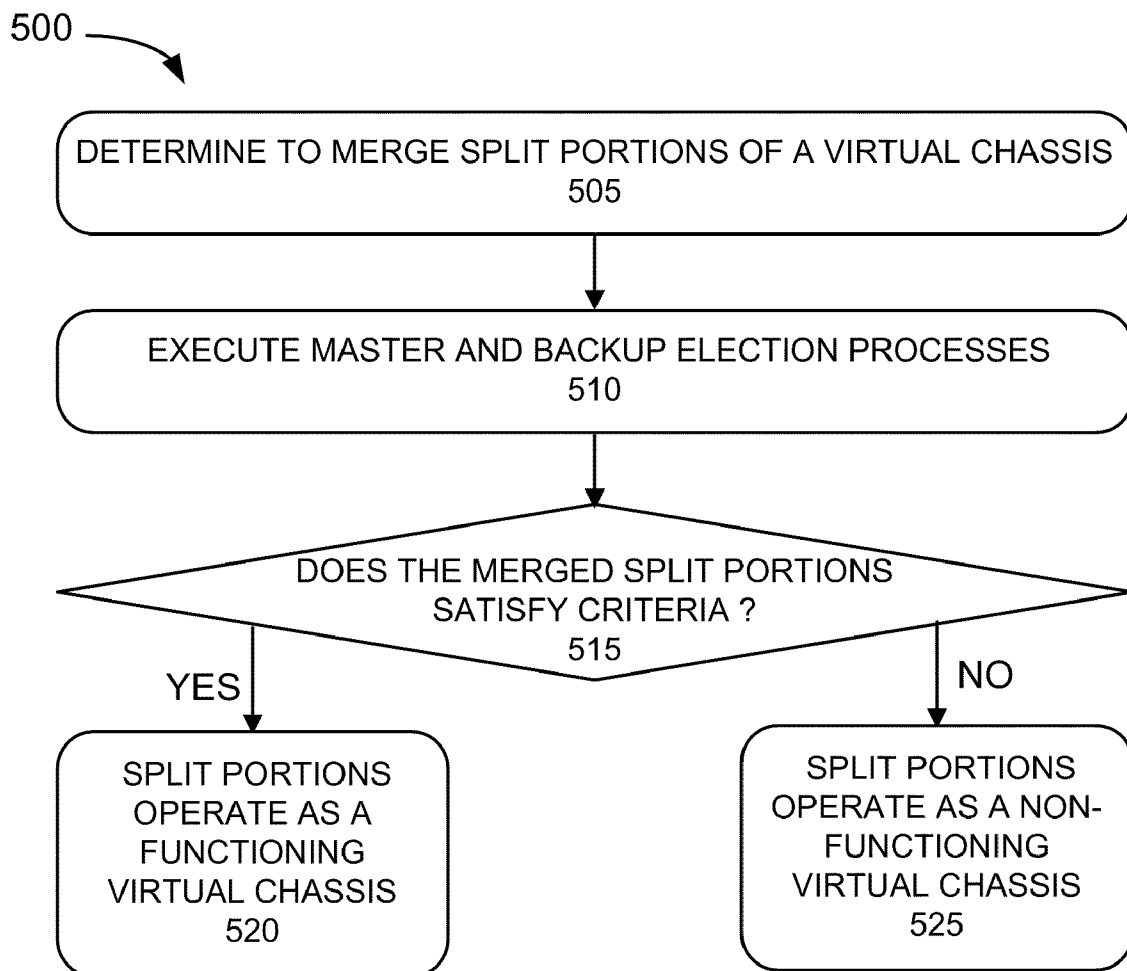 500
DETERMINE TO MERGE SPLIT PORTIONS OF A VIRTUAL CHASSIS
505
EXECUTE MASTER AND BACKUP ELECTION PROCESSES
510
DOES THE MERGED SPLIT PORTIONS
SATISFY CRITERIA ?
515
YES
NO
SPLIT PORTIONS
OPERATE AS A
FUNCTIONING
VIRTUAL CHASSIS
520
SPLIT PORTIONS
OPERATE AS A NON-
FUNCTIONING
VIRTUAL CHASSIS
525